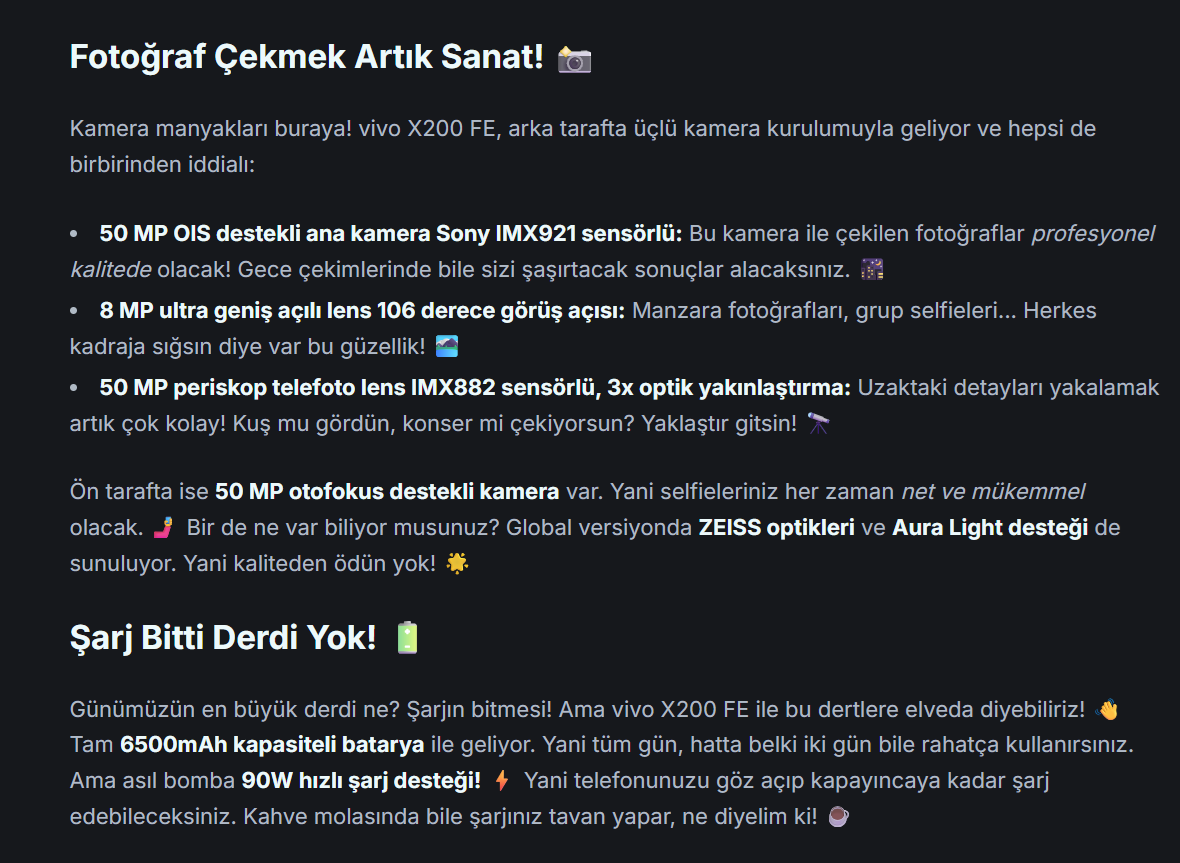 Fotoğraf Çekmek Artık Sanat! 📸
Kamera manyakları buraya! vivo X200 FE, arka tarafta üçlü kamera kurulumuyla geliyor ve hepsi de
birbirinden iddialı:
• 50 MP OIS destekli ana kamera Sony IMX921 sensörlü: Bu kamera ile çekilen fotoğraflar profesyonel
kalitede olacak! Gece çekimlerinde bile sizi şaşırtacak sonuçlar alacaksınız. 🌃
• 8 MP ultra geniş açılı lens 106 derece görüş açısı: Manzara fotoğrafları, grup selfieleri... Herkes
kadraja sığsın diye var bu güzellik! 🏞️
• 50 MP periskop telefoto lens IMX882 sensörlü, 3x optik yakınlaştırma: Uzaktaki detayları yakalamak
artık çok kolay! Kuş mu gördün, konser mi çekiyorsun? Yaklaştır gitsin! 🔭
Ön tarafta ise 50 MP otofokus destekli kamera var. Yani selfieleriniz her zaman net ve mükemmel
olacak. 🤳 Bir de ne var biliyor musunuz? Global versiyonda ZEISS optikleri ve Aura Light desteği de
sunuluyor. Yani kaliteden ödün yok! 🌟
Şarj Bitti Derdi Yok! 🔋
Günümüzün en büyük derdi ne? Şarjın bitmesi! Ama vivo X200 FE ile bu dertlere elveda diyebiliriz! 👋
Tam 6500mAh kapasiteli batarya ile geliyor. Yani tüm gün, hatta belki iki gün bile rahatça kullanırsınız.
Ama asıl bomba 90W hızlı şarj desteği! ⚡ Yani telefonunuzu göz açıp kapayıncaya kadar şarj
edebileceksiniz. Kahve molasında bile şarjınız tavan yapar, ne diyelim ki! ☕